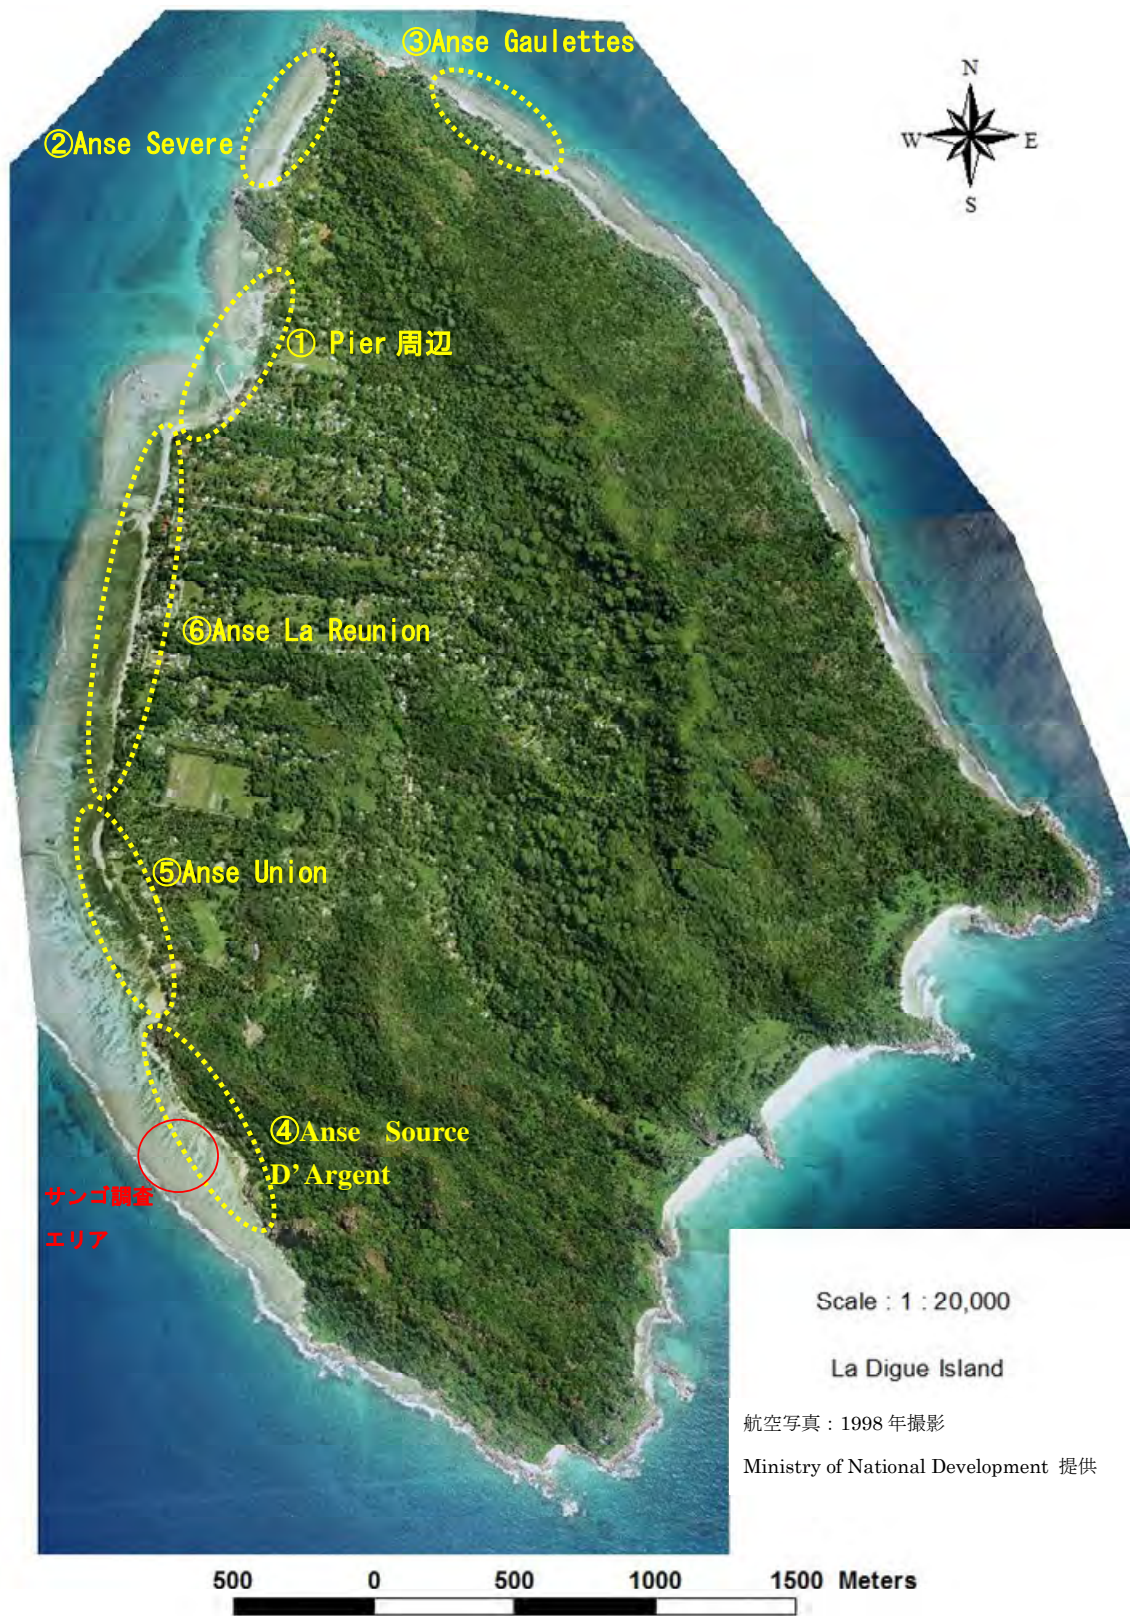 ③Anse Gaulettes
N
②Anse Severe
W E
S
① Pier 周辺
⑥Anse La Reunion
⑤Anse Union
④Anse Source
D’Argent
サンゴ調査
エリア
Scale : 1 : 20,000
La Digue Island
航空写真：1998 年撮影
Ministry of National Development 提供
500 0 500 1000 1500 Meters